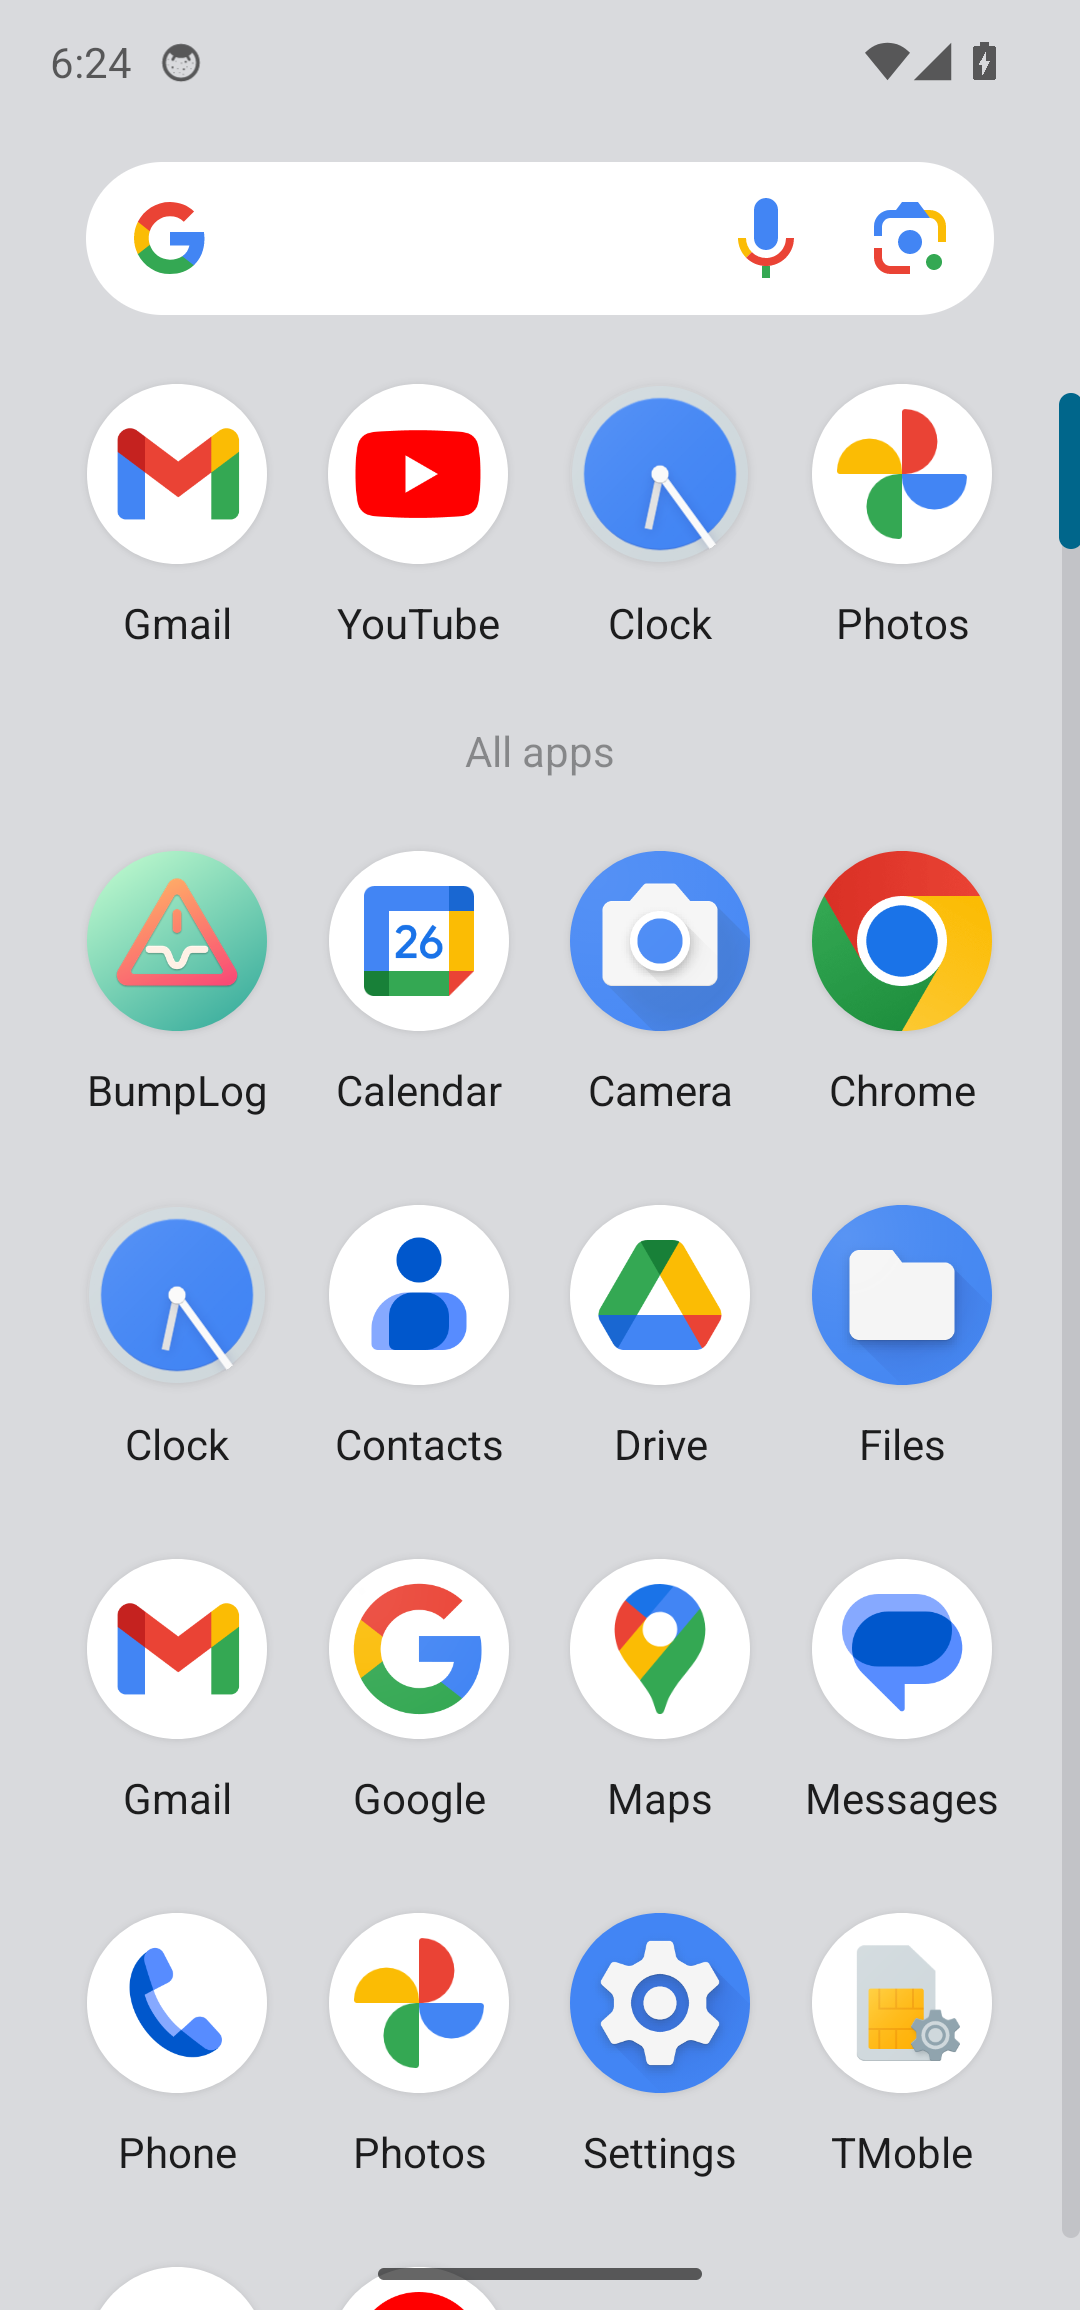 6:24
Gmail YouTube Clock Photos
All apps
BumpLog Calendar Camera Chrome
26
Clock Contacts Drive Files
Gmail Google Maps Messages
Phone Photos Settings TMoble